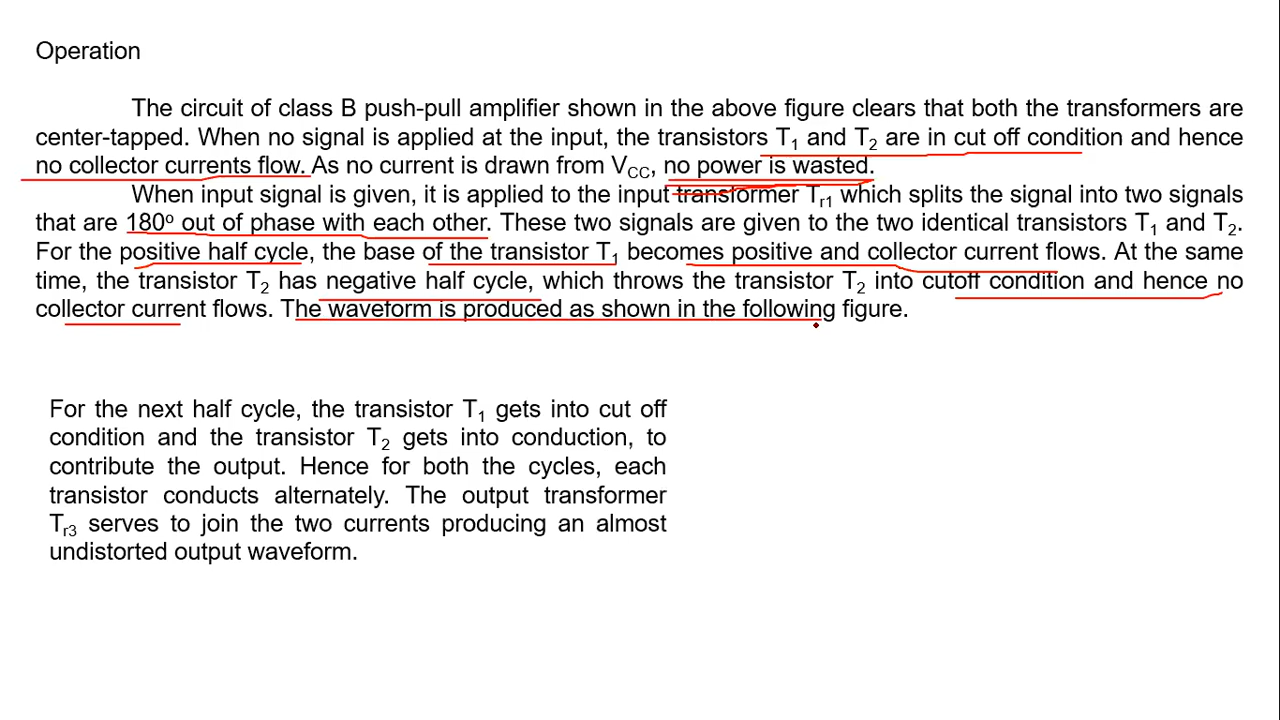 Operation
The circuit of class B push-pull amplifier shown in the above figure clears that both the transformers are
center-tapped. When no signal is applied at the input, the transistors T₁ and T₂ are in cut off condition and hence
no collector currents flow. As no current is drawn from V_CC, no power is wasted.
When input signal is given, it is applied to the input transformer T_r1 which splits the signal into two signals
that are 180º out of phase with each other. These two signals are given to the two identical transistors T₁ and T₂.
For the positive half cycle, the base of the transistor T₁ becomes positive and collector current flows. At the same
time, the transistor T₂ has negative half cycle, which throws the transistor T₂ into cutoff condition and hence no
collector current flows. The waveform is produced as shown in the following figure.
For the next half cycle, the transistor T₁ gets into cut off
condition and the transistor T₂ gets into conduction, to
contribute the output. Hence for both the cycles, each
transistor conducts alternately. The output transformer
T_r3 serves to join the two currents producing an almost
undistorted output waveform.